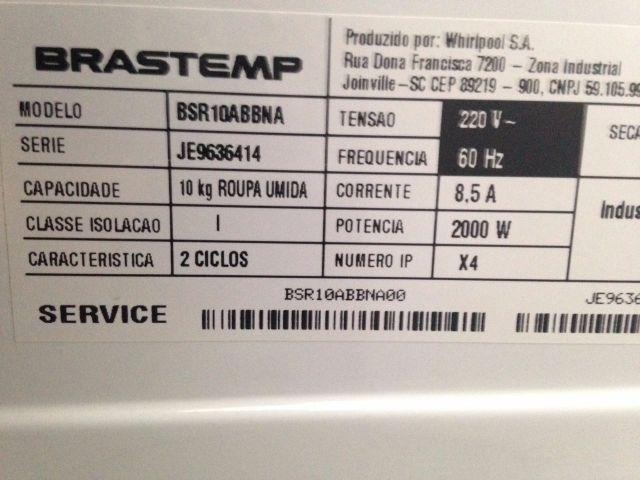 BRASTEMP
Produzido por: Whirlpool S.A.
Rua Dona Francisca 7200 - Zona Industrial
Joinville-SC CEP 89219 - 900, CNPJ 59.105.99
MODELO BSR10ABBNA TENSAO 220 V~
SERIE JE9636414 FREQUENCIA 60 Hz
SECA
CAPACIDADE 10 kg ROUPA UMIDA CORRENTE 8,5 A
CLASSE ISOLACAO I POTENCIA 2000 W
Indus
CARACTERISTICA 2 CICLOS NUMERO IP X4
SERVICE BSR10ABBNA00 JE9636